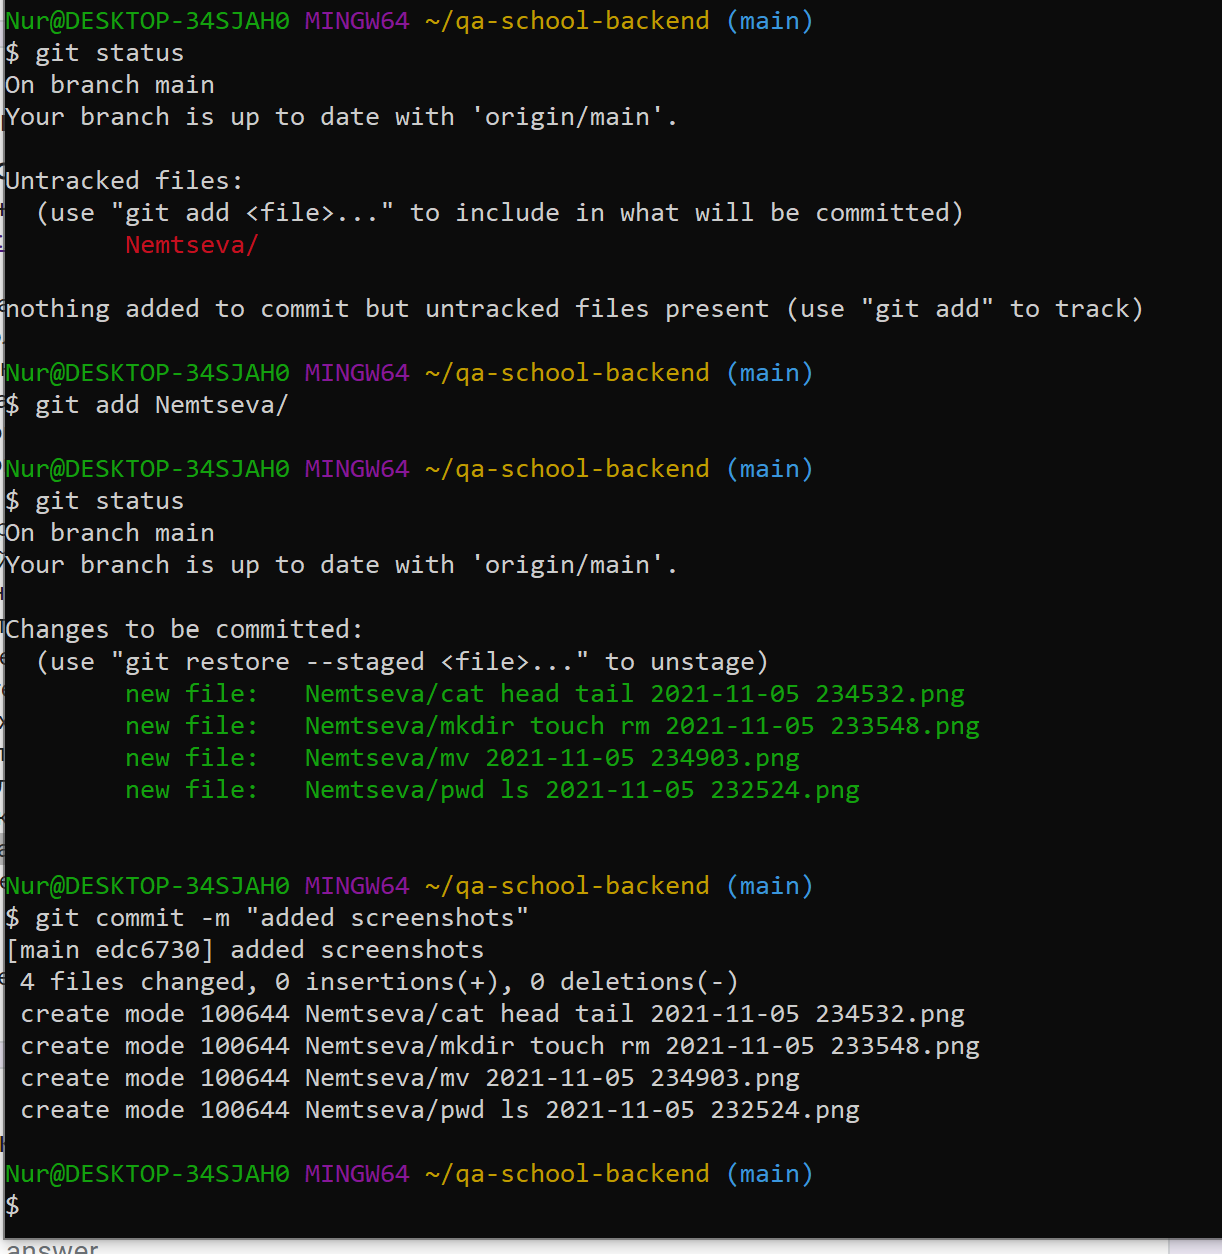 Nur@DESKTOP-34SJAH0 MINGW64 ~/qa-school-backend (main)
$ git status
On branch main
Your branch is up to date with 'origin/main'.
Untracked files:
  (use "git add <file>..." to include in what will be committed)
        Nemtseva/
nothing added to commit but untracked files present (use "git add" to track)
Nur@DESKTOP-34SJAH0 MINGW64 ~/qa-school-backend (main)
$ git add Nemtseva/
Nur@DESKTOP-34SJAH0 MINGW64 ~/qa-school-backend (main)
$ git status
On branch main
Your branch is up to date with 'origin/main'.
Changes to be committed:
  (use "git restore --staged <file>..." to unstage)
        new file:   Nemtseva/cat head tail 2021-11-05 234532.png
        new file:   Nemtseva/mkdir touch rm 2021-11-05 233548.png
        new file:   Nemtseva/mv 2021-11-05 234903.png
        new file:   Nemtseva/pwd ls 2021-11-05 232524.png
Nur@DESKTOP-34SJAH0 MINGW64 ~/qa-school-backend (main)
$ git commit -m "added screenshots"
[main edc6730] added screenshots
 4 files changed, 0 insertions(+), 0 deletions(-)
 create mode 100644 Nemtseva/cat head tail 2021-11-05 234532.png
 create mode 100644 Nemtseva/mkdir touch rm 2021-11-05 233548.png
 create mode 100644 Nemtseva/mv 2021-11-05 234903.png
 create mode 100644 Nemtseva/pwd ls 2021-11-05 232524.png
Nur@DESKTOP-34SJAH0 MINGW64 ~/qa-school-backend (main)
$
answer